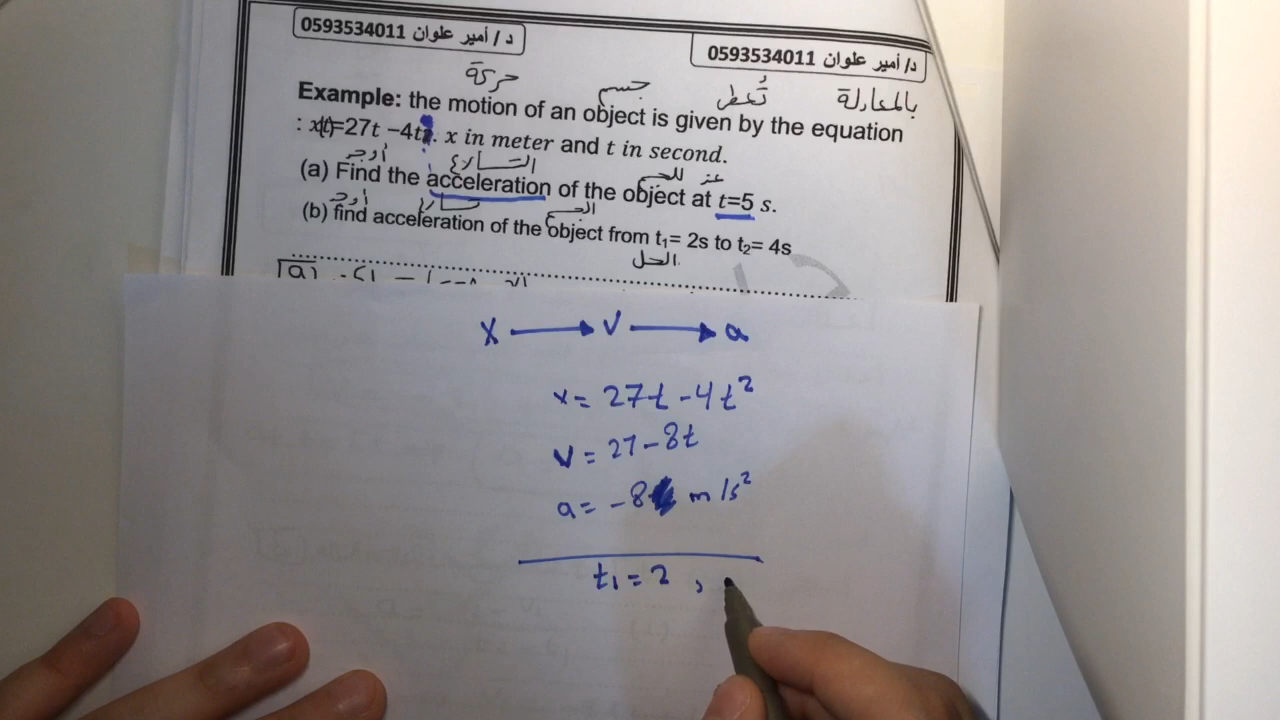 د/ أمير علوان 0593534011
د/ أمير علوان 0593534011
حركة جسم تُعطى بالمعادلة
Example: the motion of an object is given by the equation
: x(t)=27t −4t². x in meter and t in second.
أوجد التسارع للجسم عند
(a) Find the acceleration of the object at t=5 s.
أوجد تسارع الجسم
(b) find acceleration of the object from t₁= 2s to t₂= 4s
الحل
a
x → v → a
x = 27t - 4t²
v = 27 - 8t
a = -8 m/s²
t₁ = 2 ,